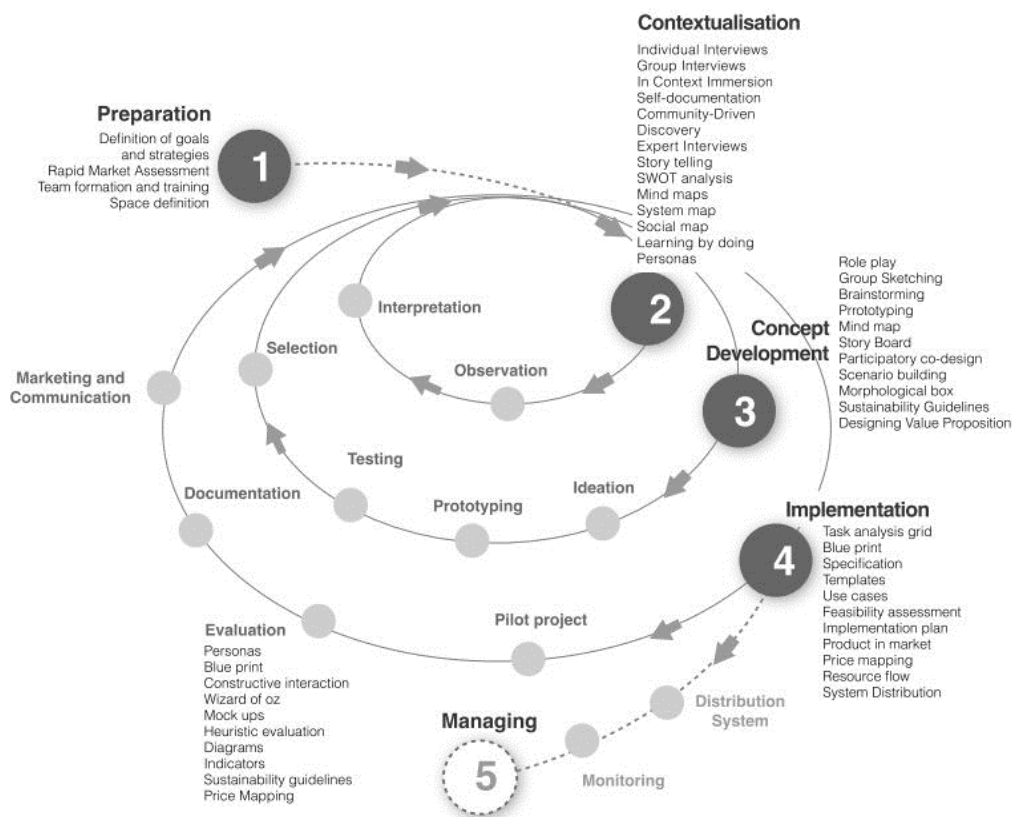 Contextualisation
Individual Interviews
Group Interviews
In Context Immersion
Self-documentation
Community-Driven
Discovery
Expert Interviews
Story telling
SWOT analysis
Mind maps
System map
Social map
Learning by doing
Personas
Preparation
Definition of goals
and strategies
Rapid Market Assessment
Team formation and training
Space definition
1
2
Interpretation
Observation
Concept
Development
3
Role play
Group Sketching
Brainstorming
Prrototyping
Mind map
Story Board
Participatory co-design
Scenario building
Morphological box
Sustainability Guidelines
Designing Value Proposition
Selection
Testing
Prototyping
Ideation
Marketing and
Communication
Documentation
Implementation
4
Task analysis grid
Blue print
Specification
Templates
Use cases
Feasibility assessment
Implementation plan
Product in market
Price mapping
Resource flow
System Distribution
Pilot project
Evaluation
Personas
Blue print
Constructive interaction
Wizard of oz
Mock ups
Heuristic evaluation
Diagrams
Indicators
Sustainability guidelines
Price Mapping
Distribution
System
Monitoring
Managing
5